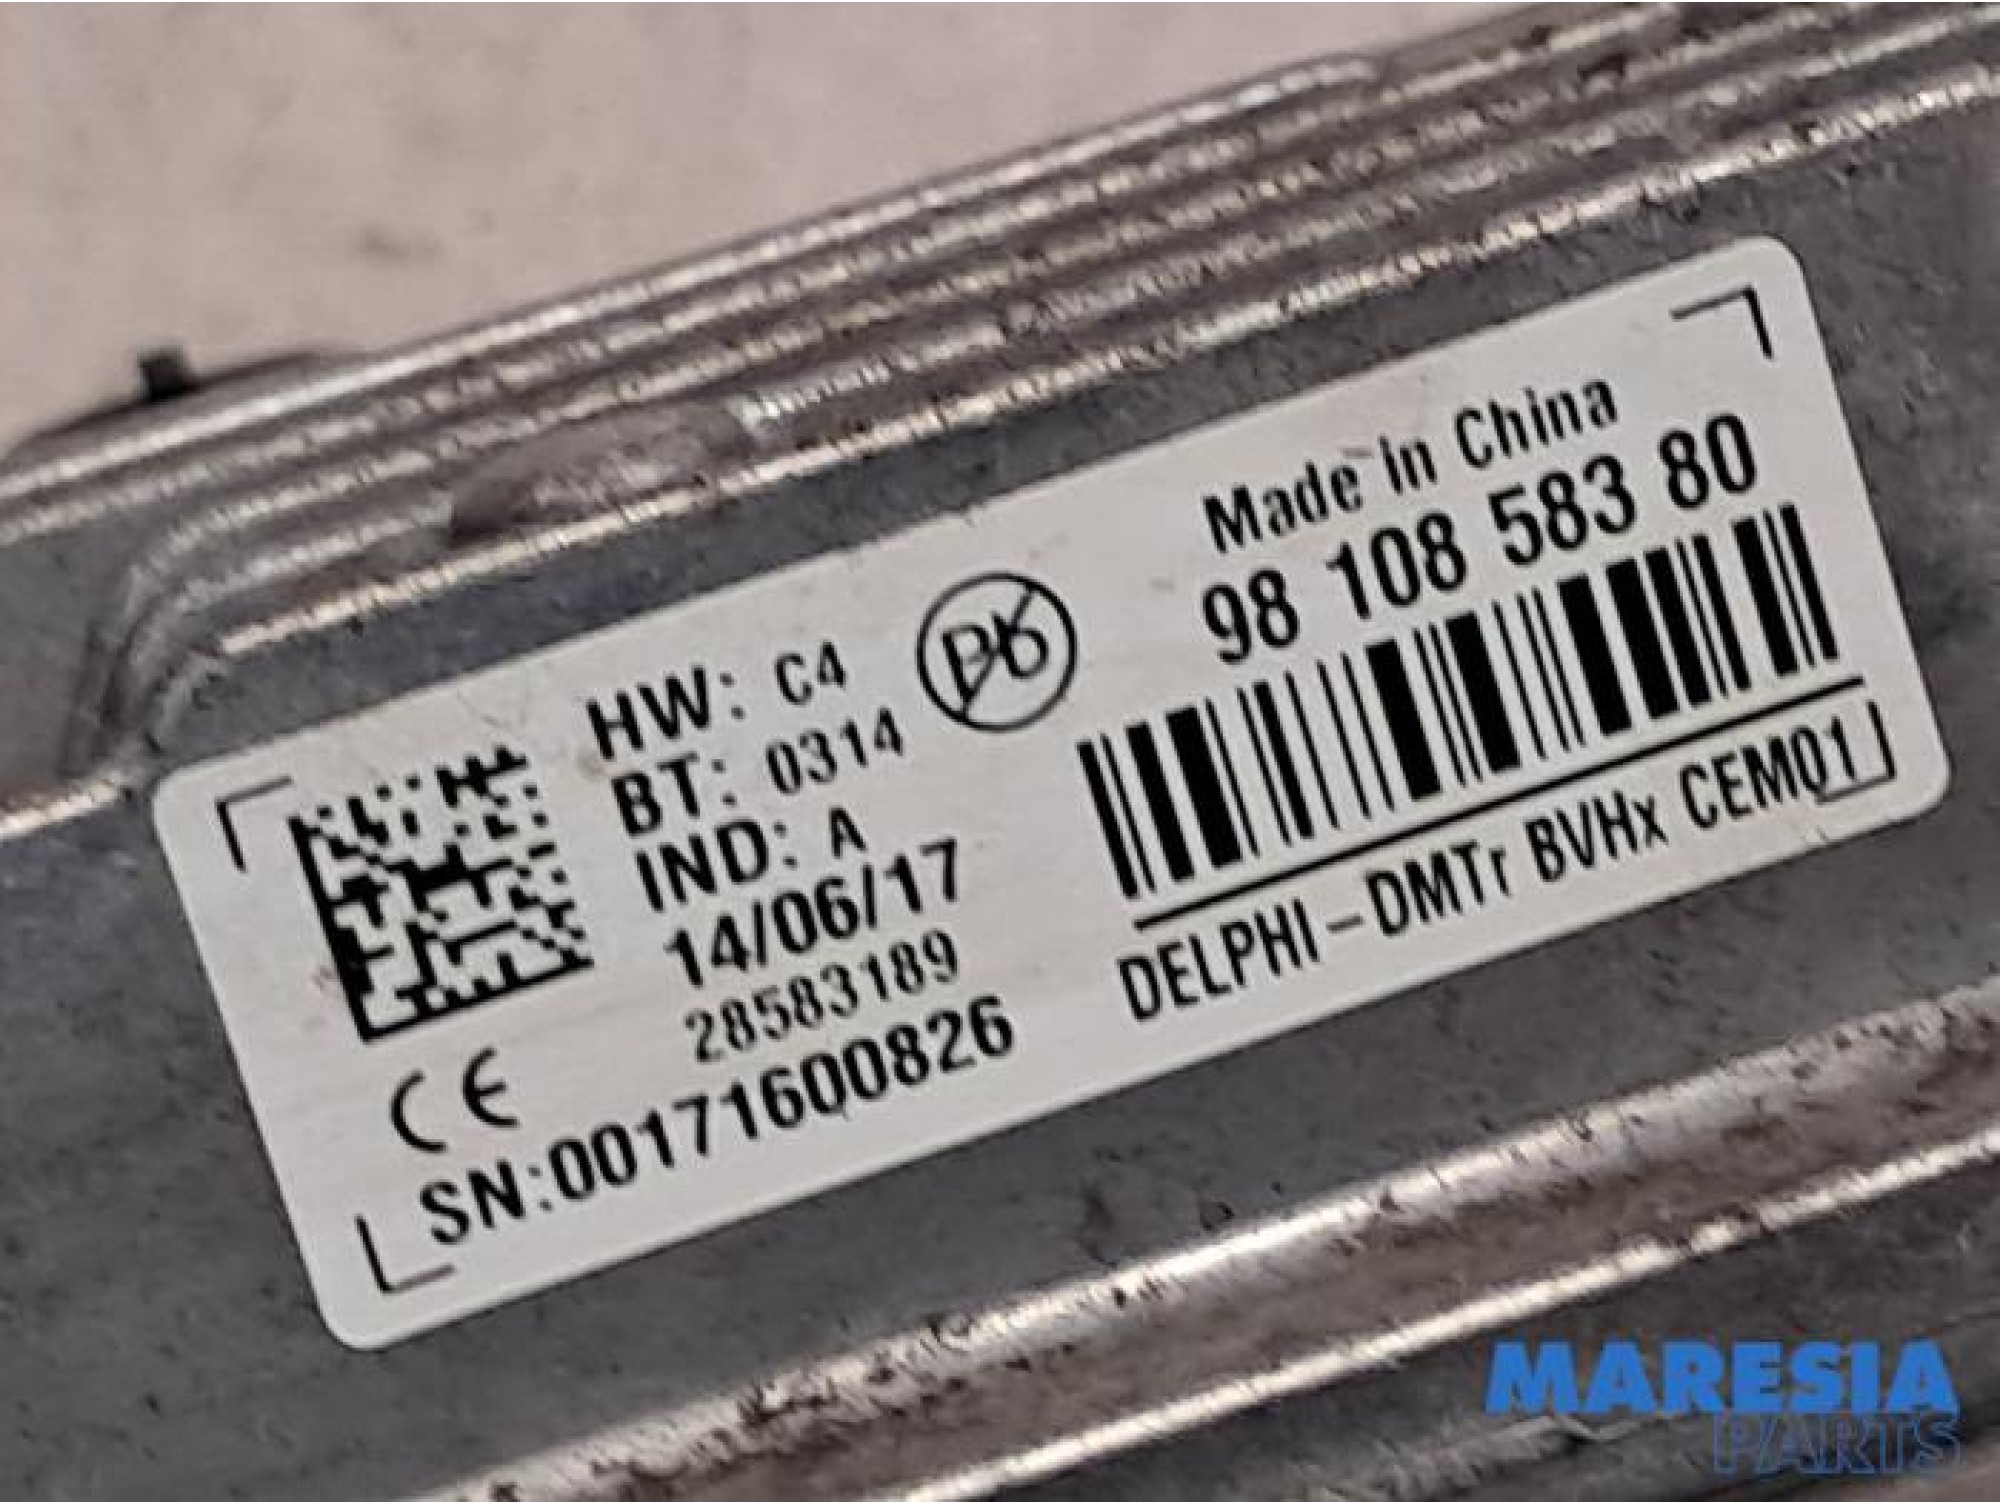 Made in China
98 108 583 80
DELPHI-DMTr BVHx CEM01
HW: C4
BT: 0314
IND: A
14/06/17
28583189
CE
SN:00171600826
Pb
MARESIA
PARTS